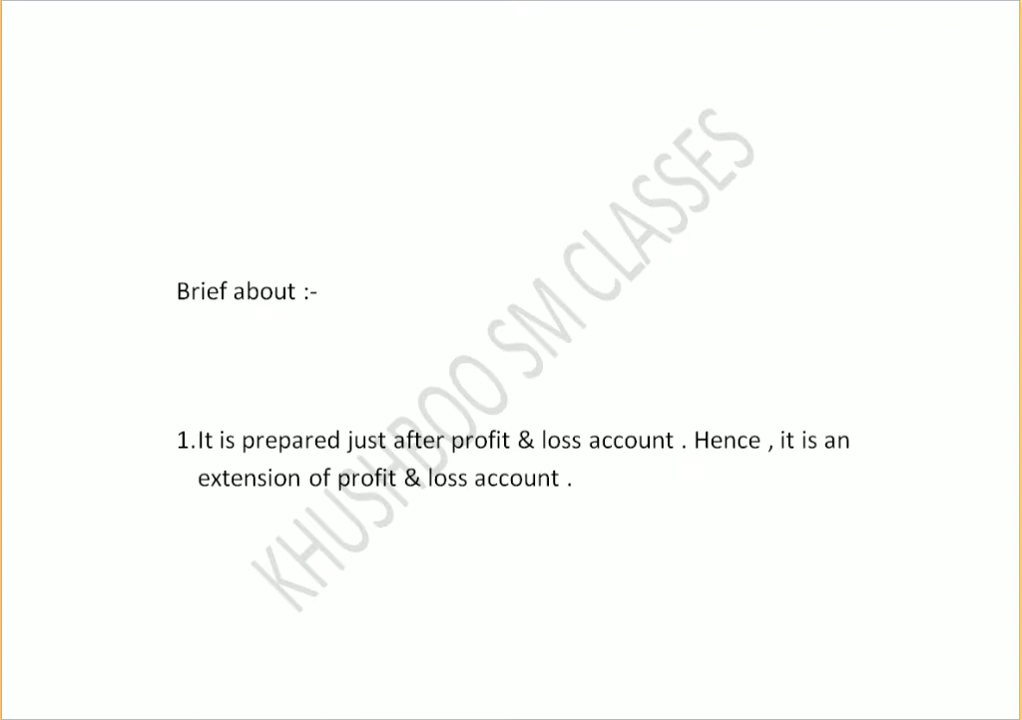 Brief about :-
1.It is prepared just after profit & loss account . Hence , it is an
extension of profit & loss account .
KHUSHBOO SM CLASSES